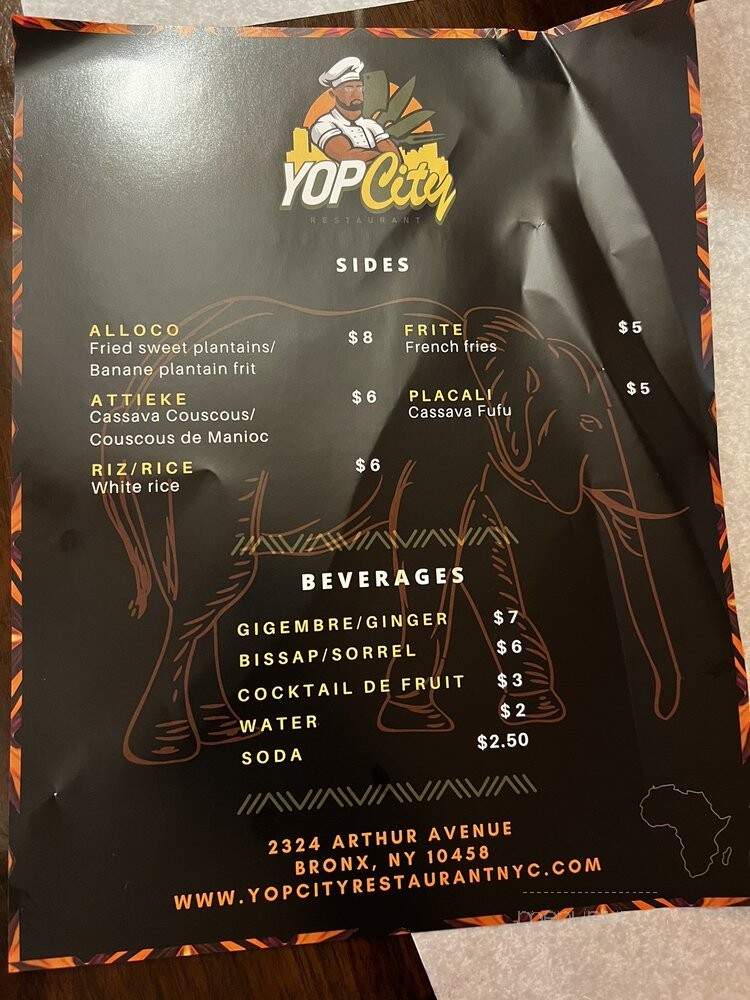 YOP City
RESTAURANT
SIDES
ALLOCO $8
Fried sweet plantains/
Banane plantain frit
ATTIEKE $6
Cassava Couscous/
Couscous de Manioc
RIZ/RICE $6
White rice
FRITE $5
French fries
PLACALI $5
Cassava Fufu
BEVERAGES
GIGEMBRE/GINGER $7
BISSAP/SORREL $6
COCKTAIL DE FRUIT $3
WATER $2
SODA $2.50
2324 ARTHUR AVENUE
BRONX, NY 10458
WWW.YOPCITYRESTAURANTNYC.COM